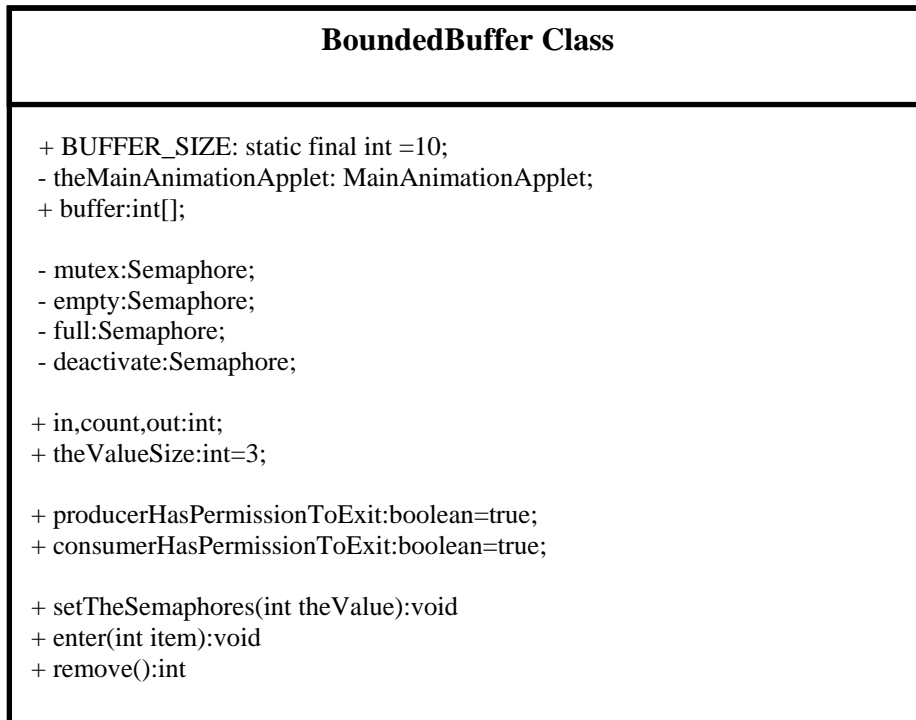 BoundedBuffer Class
+ BUFFER_SIZE: static final int =10;
- theMainAnimationApplet: MainAnimationApplet;
+ buffer:int[];
- mutex:Semaphore;
- empty:Semaphore;
- full:Semaphore;
- deactivate:Semaphore;
+ in,count,out:int;
+ theValueSize:int=3;
+ producerHasPermissionToExit:boolean=true;
+ consumerHasPermissionToExit:boolean=true;
+ setTheSemaphores(int theValue):void
+ enter(int item):void
+ remove():int